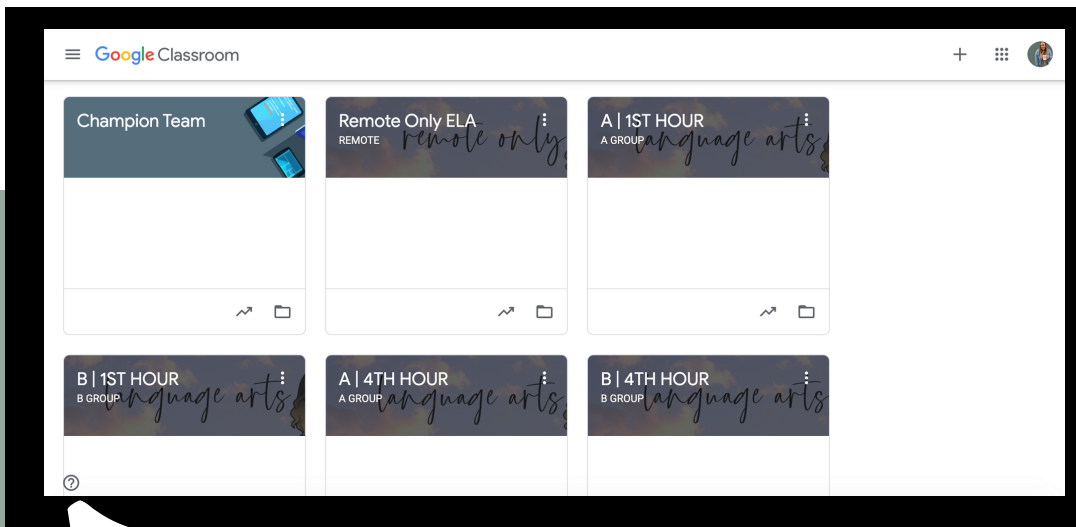 Google Classroom
Champion Team
Remote Only ELA
REMOTE
remote only
A | 1ST HOUR
A GROUP
language arts
B | 1ST HOUR
B GROUP
language arts
A | 4TH HOUR
A GROUP
language arts
B | 4TH HOUR
B GROUP
language arts